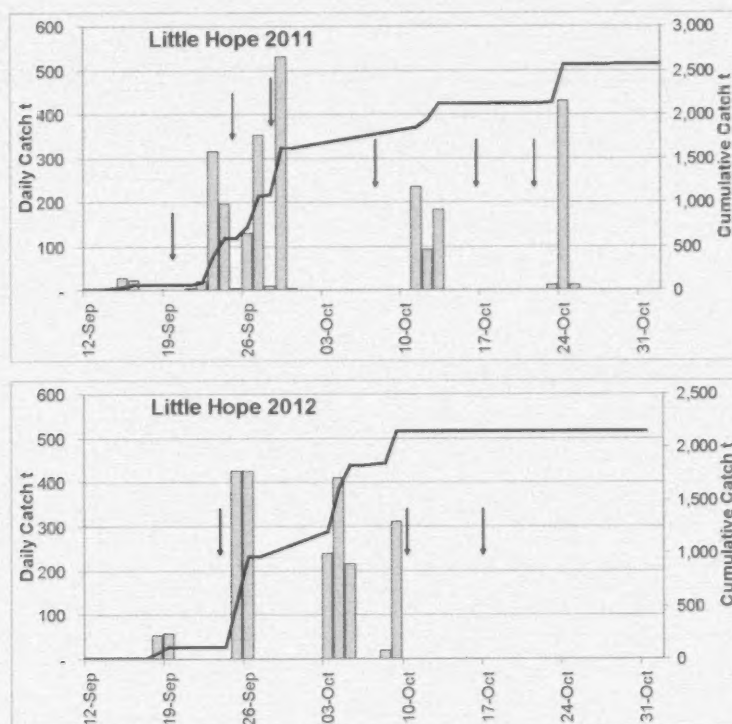 Little Hope 2011
Daily Catch t
600
500
400
300
200
100
-
3,000
2,500
2,000
1,500
1,000
500
0
Cumulative Catch t
12-Sep
19-Sep
26-Sep
03-Oct
10-Oct
17-Oct
24-Oct
31-Oct
Little Hope 2012
Daily Catch t
600
500
400
300
200
100
-
2,500
2,000
1,500
1,000
500
0
Cumulative Catch t
12-Sep
19-Sep
26-Sep
03-Oct
10-Oct
17-Oct
24-Oct
31-Oct